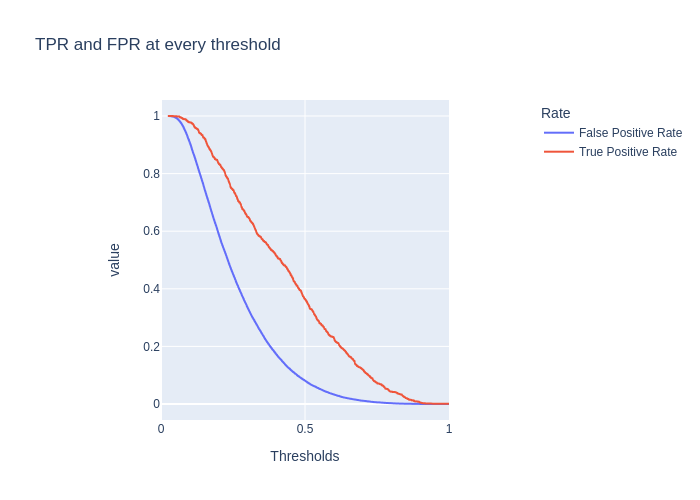 TPR and FPR at every threshold
Rate
False Positive Rate
True Positive Rate
value
1
0.8
0.6
0.4
0.2
0
0
0.5
1
Thresholds